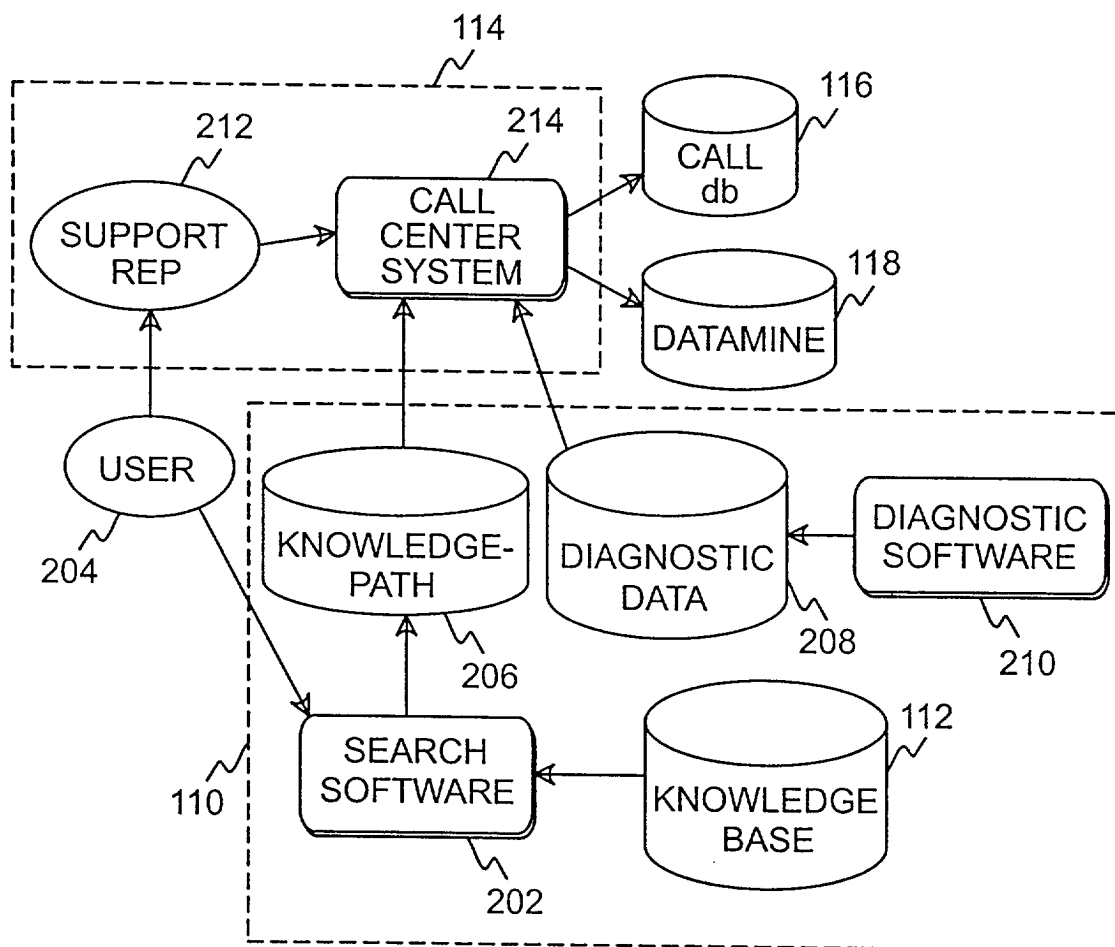 114
212
214
116
CALL
db
CALL
CENTER
SYSTEM
SUPPORT
REP
118
DATAMINE
USER
204
KNOWLEDGE-
PATH
206
DIAGNOSTIC
DATA
208
DIAGNOSTIC
SOFTWARE
210
112
SEARCH
SOFTWARE
202
KNOWLEDGE
BASE
110